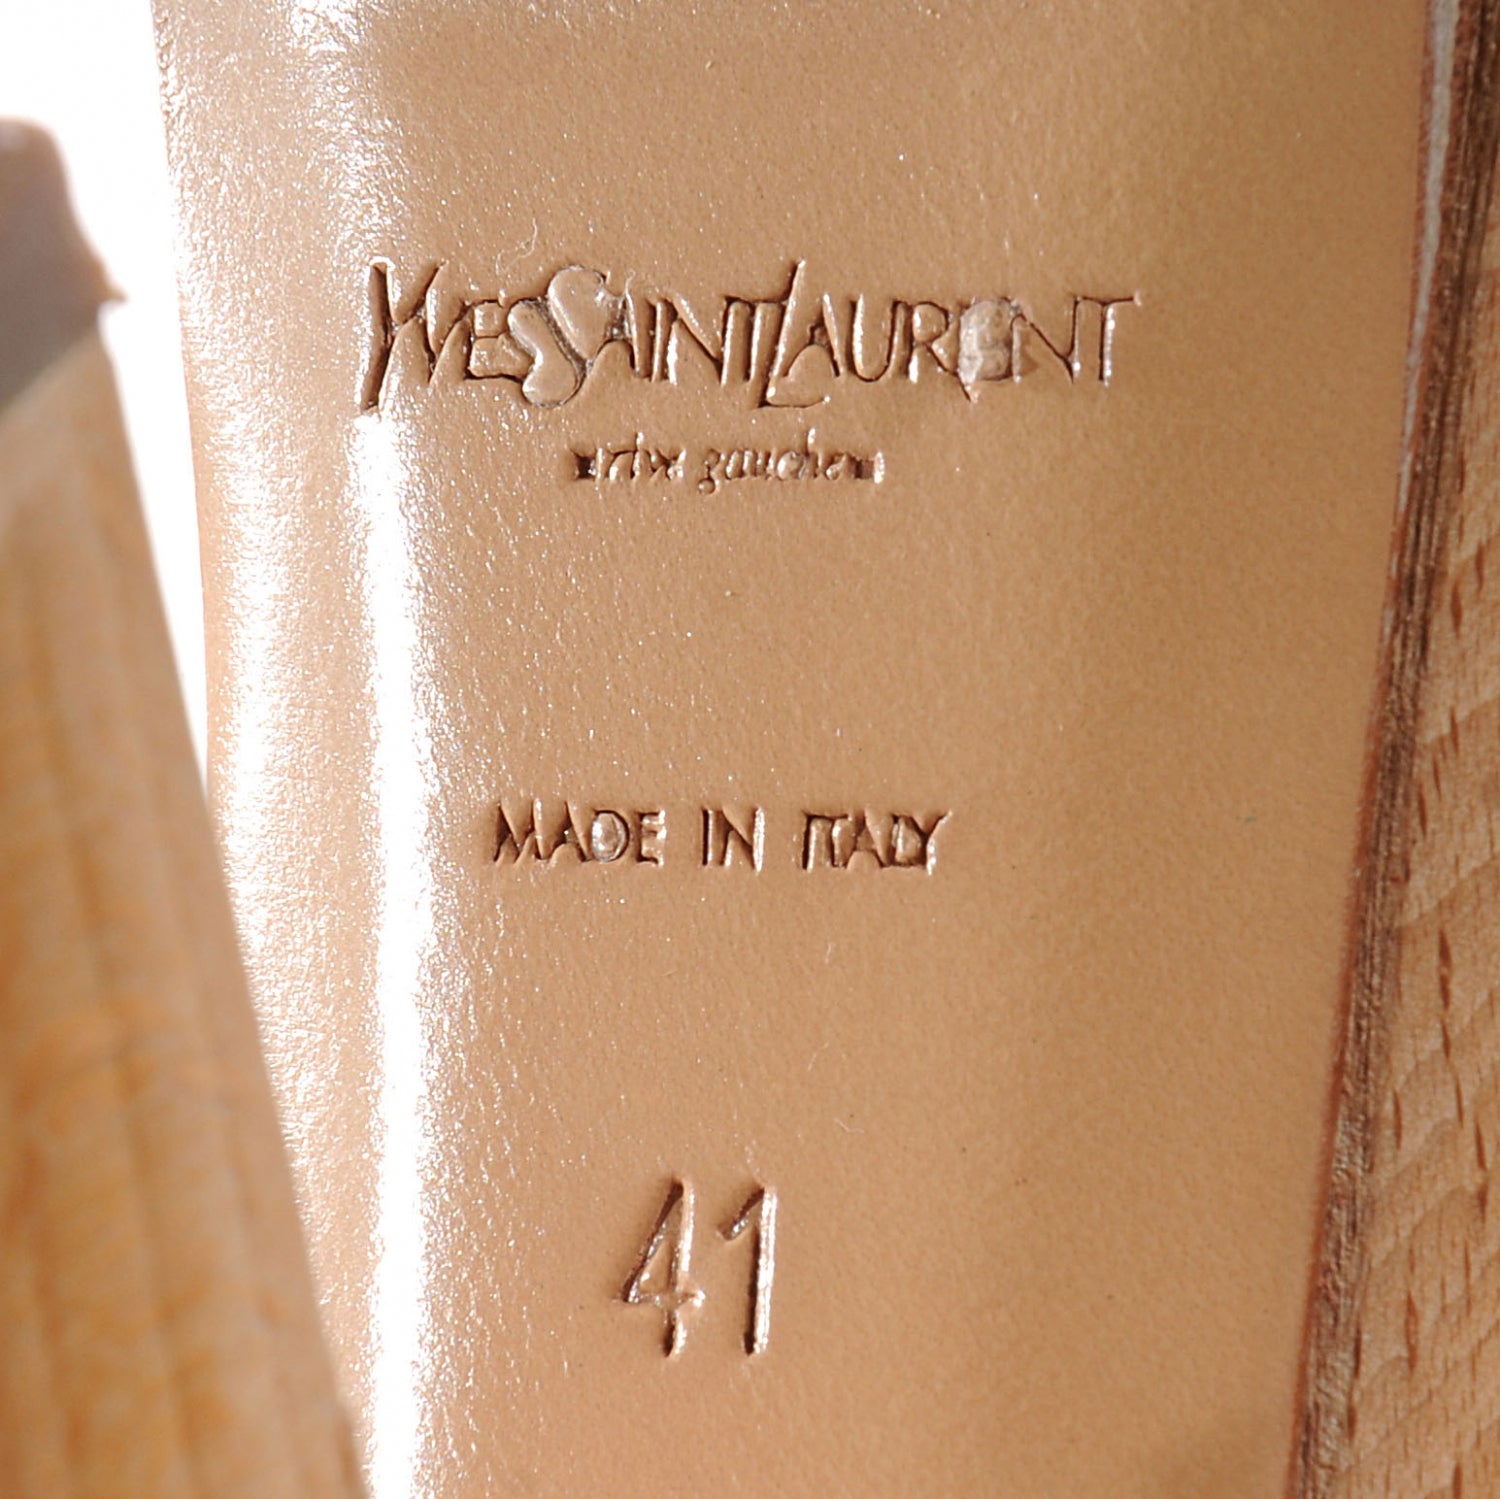 YVESSAINTLAURENT
rive gauche
MADE IN ITALY
41